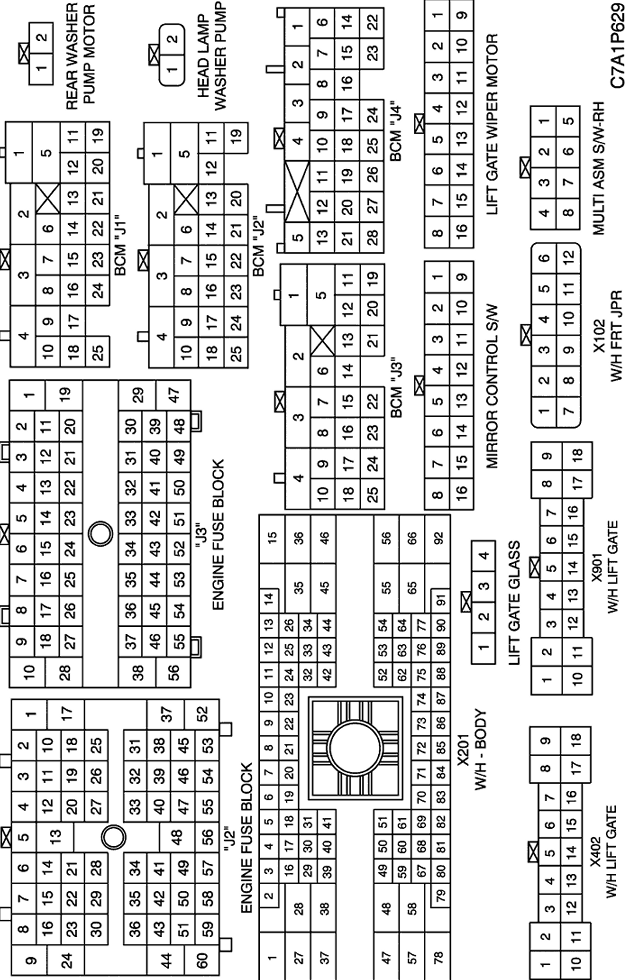 1 2
REAR WASHER
PUMP MOTOR
1 2
HEAD LAMP
WASHER PUMP
4 3 2 1
10 9 8 7 6 5
18 17 16 15 14 13 12 11
25 24 23 22 21 20 19
BCM "J1"
4 3 2 1
10 9 8 7 6 5
18 17 16 15 14 13 12 11
25 24 23 22 21 20 19
BCM "J2"
5 4 3 2 1
13 12 11 10 9 8 7 6
21 20 19 18 17 16 15 14
28 27 26 25 24 23 22
BCM "J4"
8 7 6 5 4 3 2 1
16 15 14 13 12 11 10 9
LIFT GATE WIPER MOTOR
4 3 2 1
8 7 6 5
MULTI ASM S/W-RH
C7A1P629
10 9 8 7 6 5 4 3 2 1
18 17 16 15 14 13 12 11
28 27 26 25 24 23 22 21 20 19
38 37 36 35 34 33 32 31 30 29
46 45 44 43 42 41 40 39
56 55 54 53 52 51 50 49 48 47
"J3"
ENGINE FUSE BLOCK
4 3 2 1
10 9 8 7 6 5
18 17 16 15 14 13 12 11
25 24 23 22 21 20 19
BCM "J3"
8 7 6 5 4 3 2 1
16 15 14 13 12 11 10 9
MIRROR CONTROL S/W
1 2 3 4 5 6
7 8 9 10 11 12
X102
W/H FRT JPR
9 8 7 6 5 4 3 2 1
16 15 14 13 12 11 10
24 23 22 21 20 19 18 17
30 29 28 27 26 25
36 35 34 33 32 31
44 43 42 41 40 39 38 37
51 50 49 48 47 46 45
60 59 58 57 56 55 54 53 52
"J2"
ENGINE FUSE BLOCK
1 2 3 4 5 6 7 8 9 10 11 12 13 14 15
16 17 18 19 20 21 22 23 24 25 26
27 28 29 30 31 32 33 34 35 36
37 38 39 40 41 42 43 44 45 46
47 48 49 50 51 52 53 54 55 56
57 58 59 60 61 62 63 64 65 66
67 68 69 70 71 72 73 74 75 76 77
78 79 80 81 82 83 84 85 86 87 88 89 90 91 92
X201
W/H - BODY
1 2 3 4
LIFT GATE GLASS
1 2 3 4 5 6 7 8 9
10 11 12 13 14 15 16 17 18
X901
W/H LIFT GATE
1 2 3 4 5 6 7 8 9
10 11 12 13 14 15 16 17 18
X402
W/H LIFT GATE